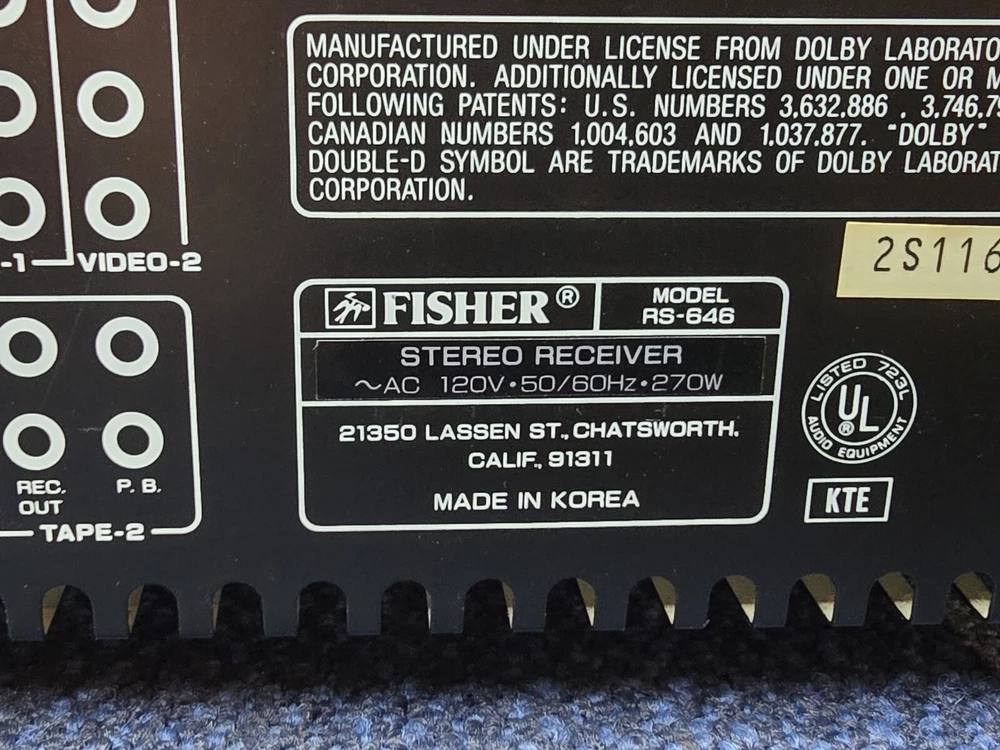 MANUFACTURED UNDER LICENSE FROM DOLBY LABORATO
CORPORATION. ADDITIONALLY LICENSED UNDER ONE OR M
FOLLOWING PATENTS: U.S. NUMBERS 3,632,886 , 3,746,7
CANADIAN NUMBERS 1,004,603 AND 1,037,877. "DOLBY"
DOUBLE-D SYMBOL ARE TRADEMARKS OF DOLBY LABORAT
CORPORATION.
-1
VIDEO-2
2S116
FISHER®
MODEL
RS-646
STEREO RECEIVER
~AC 120V•50/60Hz•270W
21350 LASSEN ST., CHATSWORTH,
CALIF., 91311
MADE IN KOREA
LISTED 723L
UL
®
AUDIO EQUIPMENT
KTE
REC.
OUT
P. B.
TAPE-2